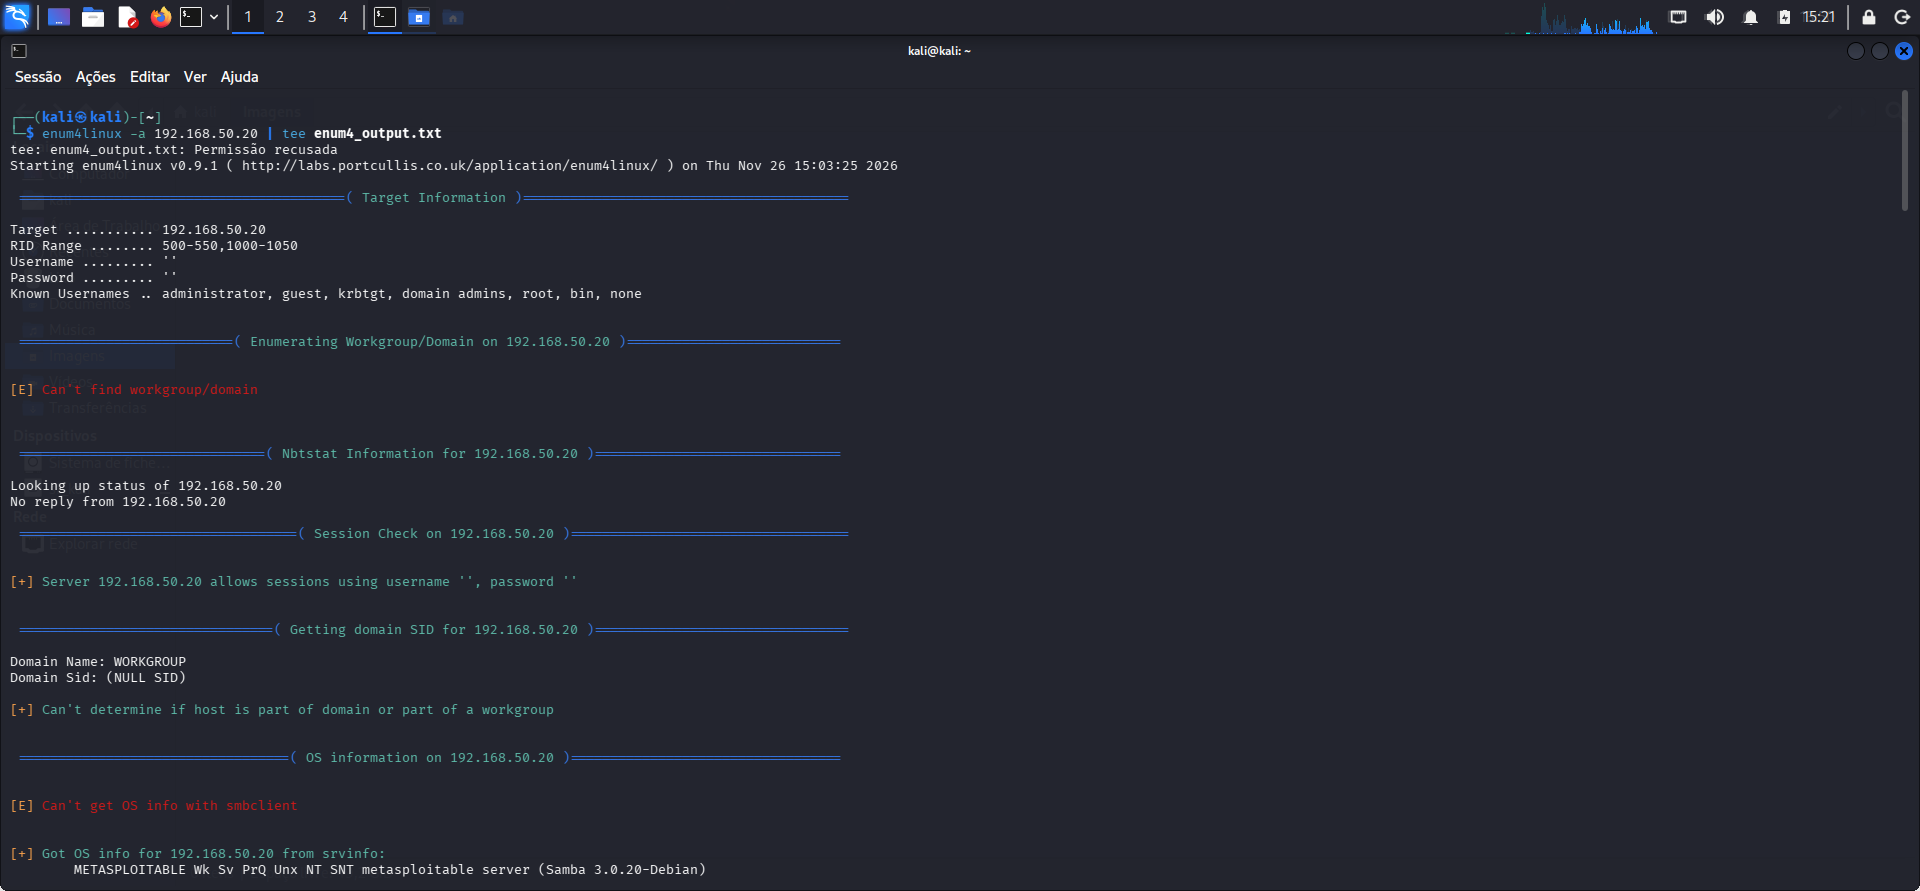 1 2 3 4 15:21
kali@kali: ~
Sessão Ações Editar Ver Ajuda
┌──(kali㉿kali)-[~]
└─$ enum4linux -a 192.168.50.20 | tee enum4_output.txt
tee: enum4_output.txt: Permissão recusada
Starting enum4linux v0.9.1 ( http://labs.portcullis.co.uk/application/enum4linux/ ) on Thu Nov 26 15:03:25 2026
( Target Information )
Target ........... 192.168.50.20
RID Range ........ 500-550,1000-1050
Username ......... ''
Password ......... ''
Known Usernames .. administrator, guest, krbtgt, domain admins, root, bin, none
( Enumerating Workgroup/Domain on 192.168.50.20 )
[E] Can't find workgroup/domain
( Nbtstat Information for 192.168.50.20 )
Looking up status of 192.168.50.20
No reply from 192.168.50.20
( Session Check on 192.168.50.20 )
[+] Server 192.168.50.20 allows sessions using username '', password ''
( Getting domain SID for 192.168.50.20 )
Domain Name: WORKGROUP
Domain Sid: (NULL SID)
[+] Can't determine if host is part of domain or part of a workgroup
( OS information on 192.168.50.20 )
[E] Can't get OS info with smbclient
[+] Got OS info for 192.168.50.20 from srvinfo:
METASPLOITABLE Wk Sv PrQ Unx NT SNT metasploitable server (Samba 3.0.20-Debian)